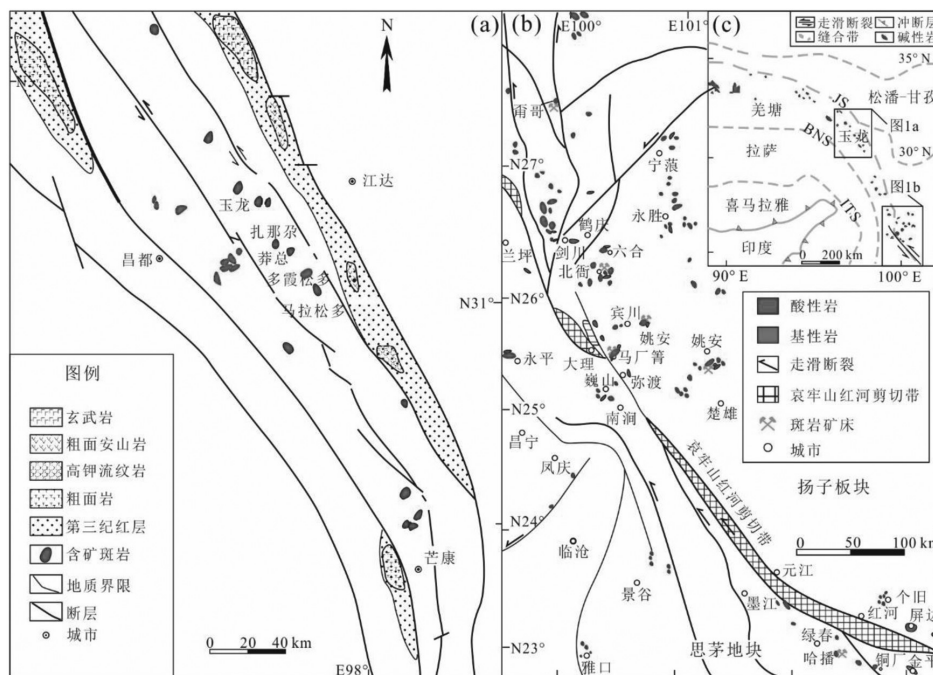 (a)
N
江达
玉龙
扎那尕
莽总
多霞松多
马拉松多
昌都
芒康
N31°
E98°
图例
玄武岩
粗面安山岩
高钾流纹岩
粗面岩
第三纪红层
含矿斑岩
地质界限
断层
城市
0 20 40 km
(b)
E100°
E101°
N27°
N26°
N25°
N24°
N23°
甭哥
宁蒗
永胜
鹤庆
剑川
六合
北衙
兰坪
宾川
姚安
姚安
马厂箐
大理
永平
巍山
弥渡
南涧
楚雄
昌宁
凤庆
临沧
景谷
雅口
哀牢山红河剪切带
扬子板块
思茅地块
元江
墨江
红河
个旧
屏边
绿春
哈播
铜厂
金平
0 50 100 km
酸性岩
基性岩
走滑断裂
哀牢山红河剪切带
斑岩矿床
城市
(c)
走滑断裂
冲断层
缝合带
碱性岩
35° N
30° N
90° E
100° E
羌塘
松潘-甘孜
JS
BNS
ITS
玉龙
图1a
图1b
拉萨
喜马拉雅
印度
0 200 km